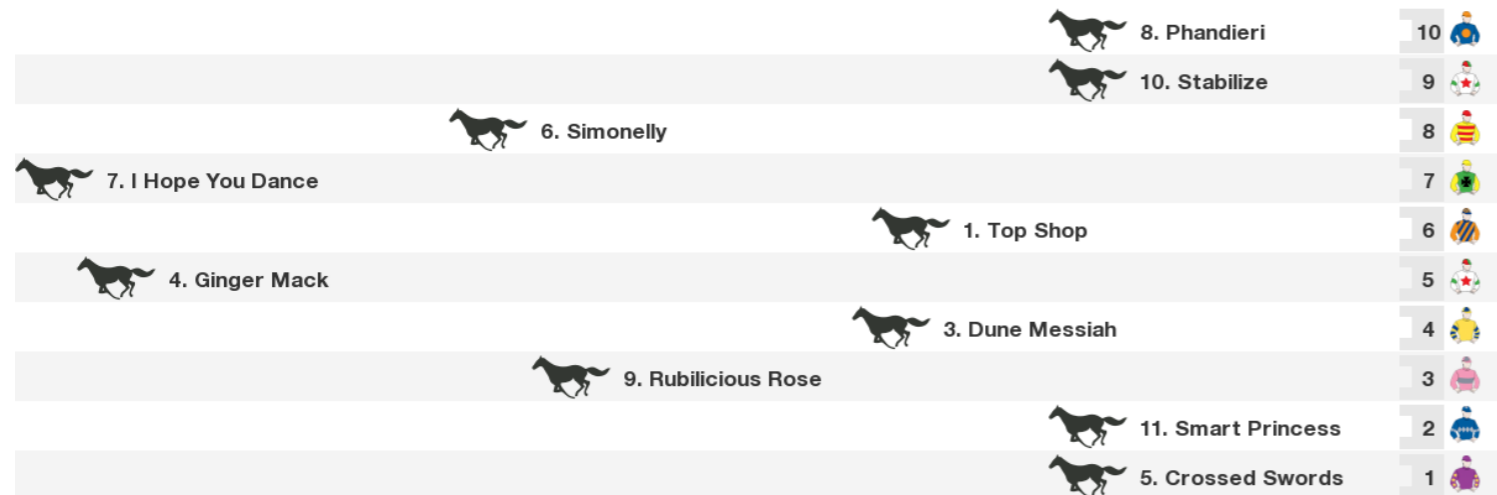 8. Phandieri 10
10. Stabilize 9
6. Simonelly 8
7. I Hope You Dance 7
1. Top Shop 6
4. Ginger Mack 5
3. Dune Messiah 4
9. Rubilicious Rose 3
11. Smart Princess 2
5. Crossed Swords 1